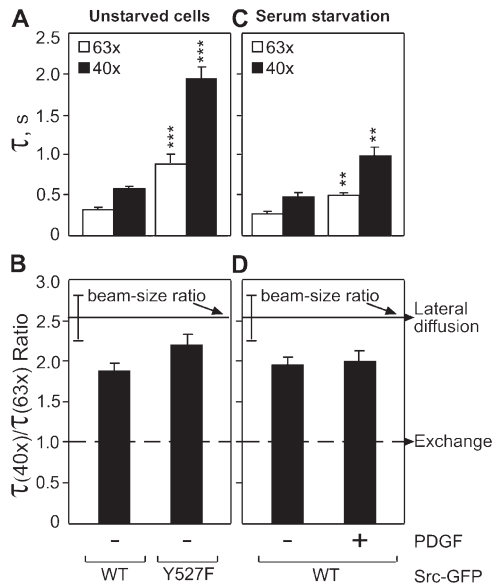 A Unstarved cells C Serum starvation
2.5
63x 63x
40x 40x
2.0
1.5
1.0
0.5
0
τ, s
*** *** ** **
B D
3.0
beam-size ratio beam-size ratio
Lateral
diffusion
2.5
2.0
1.5
Exchange
1.0
0.5
0
τ(40x)/τ(63x) Ratio
- - - + PDGF
WT Y527F WT Src-GFP